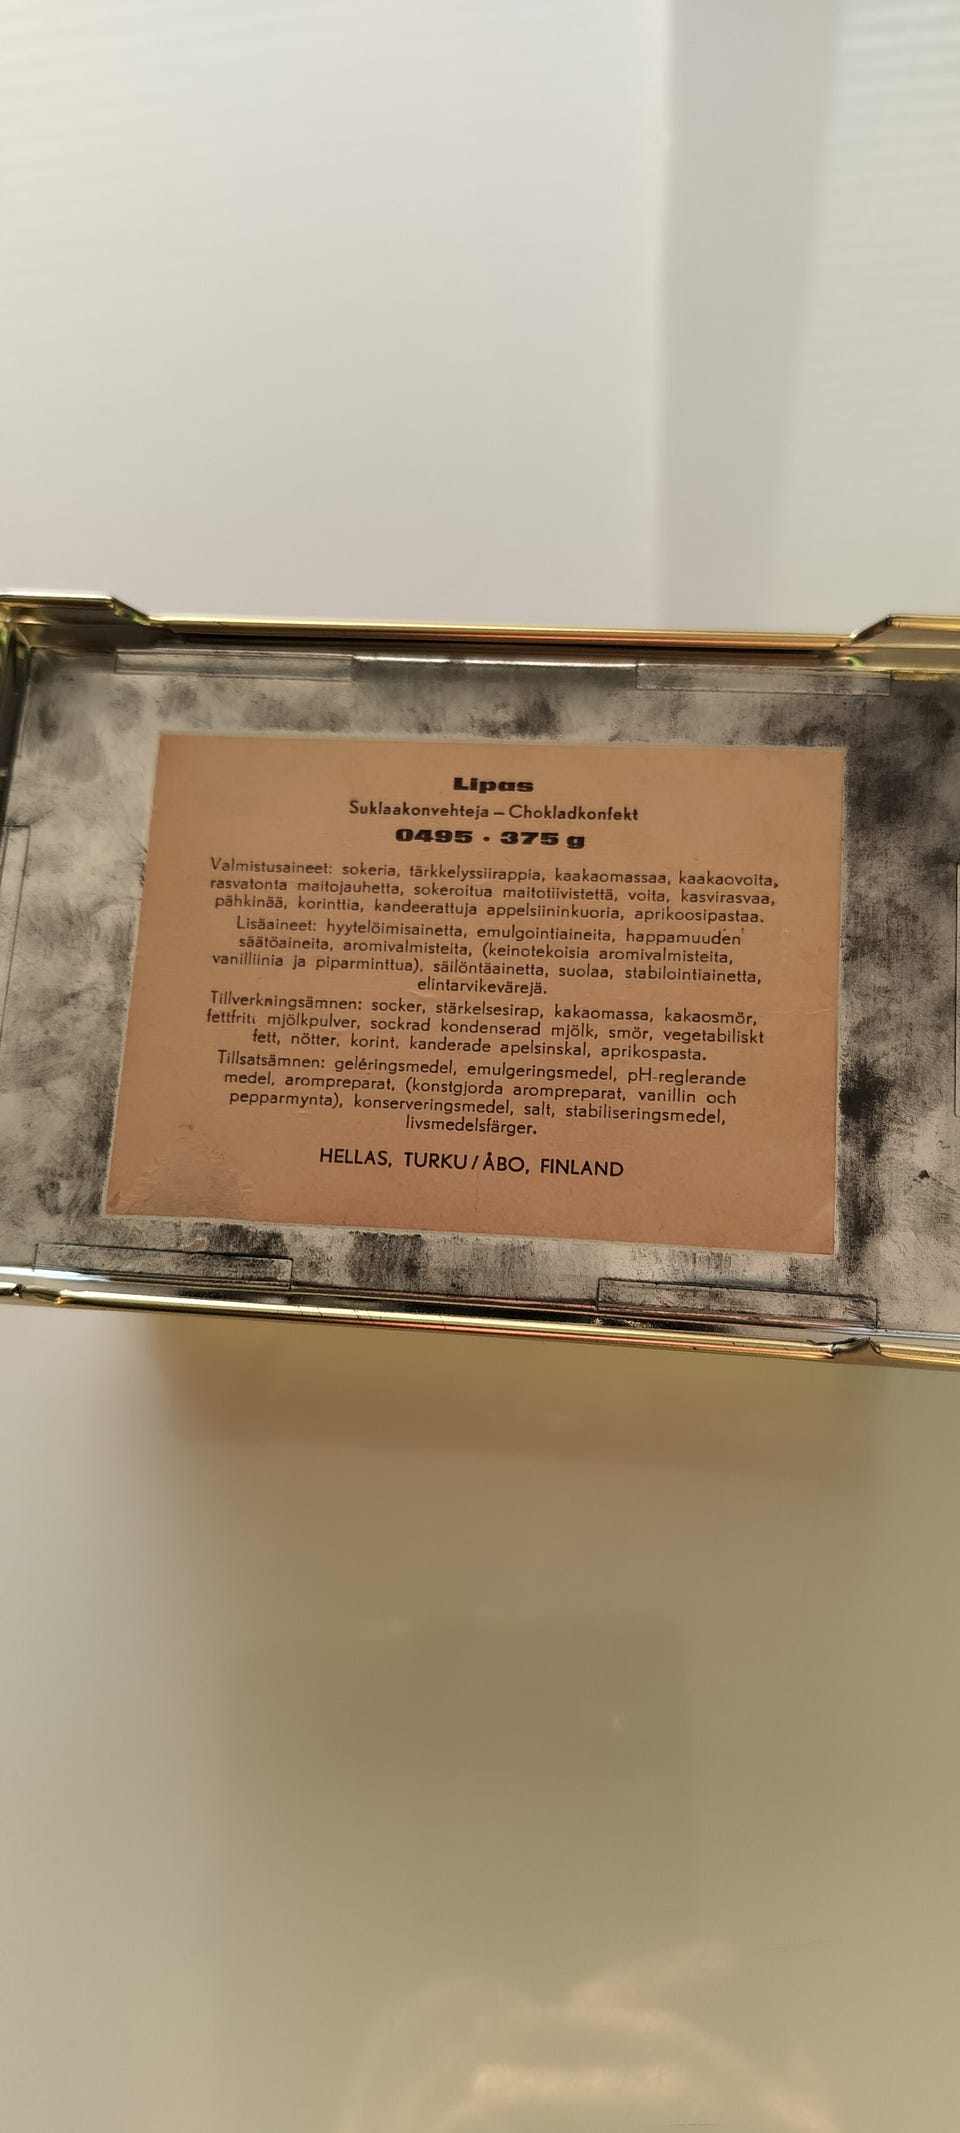 Lipas
Suklaakonvehteja – Chokladkonfekt
0495 · 375 g
Valmistusaineet: sokeria, tärkkelyssiirappia, kaakaomassaa, kaakaovoita,
rasvatonta maitojauhetta, sokeroitua maitotiivistettä, voita, kasvirasvaa,
pähkinää, korinttia, kandeerattuja appelsiininkuoria, aprikoosipastaa.
Lisäaineet: hyytelöimisainetta, emulgointiaineita, happamuuden
säätöaineita, aromivalmisteita, (keinotekoisia aromivalmisteita,
vanilliinia ja piparminttua), säilöntäainetta, suolaa, stabilointiainetta,
elintarvikevärejä.
Tillverkningsämnen: socker, stärkelsesirap, kakaomassa, kakaosmör,
fettfritt mjölkpulver, sockrad kondenserad mjölk, smör, vegetabiliskt
fett, nötter, korint, kanderade apelsinskal, aprikospasta.
Tillsatsämnen: geléringsmedel, emulgeringsmedel, pH-reglerande
medel, arompreparat, (konstgjorda arompreparat, vanillin och
pepparmynta), konserveringsmedel, salt, stabiliseringsmedel,
livsmedelsfärger.
HELLAS, TURKU / ÅBO, FINLAND